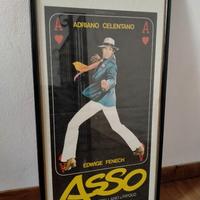 A A
ADRIANO CELENTANO
EDWIGE FENECH
ASSO